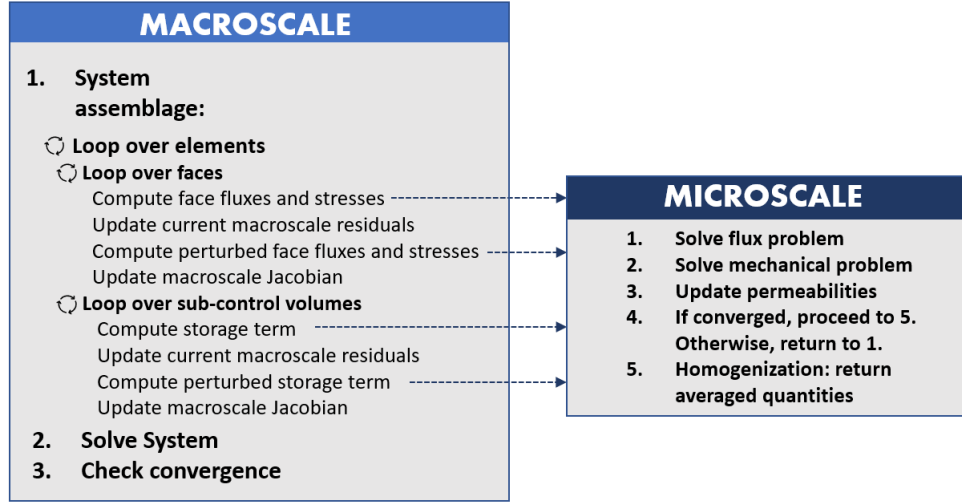 MACROSCALE
1. System
assemblage:
Loop over elements
Loop over faces
Compute face fluxes and stresses
Update current macroscale residuals
Compute perturbed face fluxes and stresses
Update macroscale Jacobian
Loop over sub-control volumes
Compute storage term
Update current macroscale residuals
Compute perturbed storage term
Update macroscale Jacobian
2. Solve System
3. Check convergence
MICROSCALE
1. Solve flux problem
2. Solve mechanical problem
3. Update permeabilities
4. If converged, proceed to 5.
Otherwise, return to 1.
5. Homogenization: return
averaged quantities